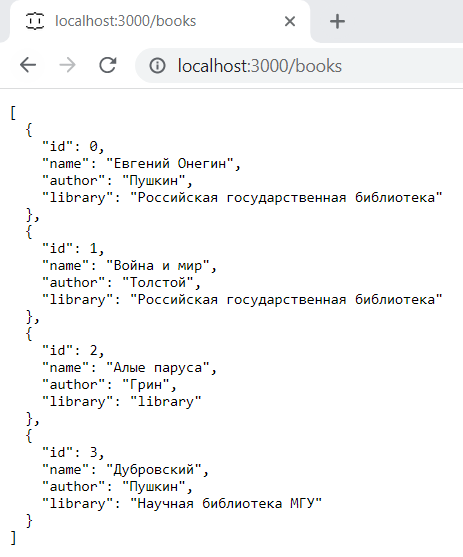 localhost:3000/books
localhost:3000/books
[
  {
    "id": 0,
    "name": "Евгений Онегин",
    "author": "Пушкин",
    "library": "Российская государственная библиотека"
  },
  {
    "id": 1,
    "name": "Война и мир",
    "author": "Толстой",
    "library": "Российская государственная библиотека"
  },
  {
    "id": 2,
    "name": "Алые паруса",
    "author": "Грин",
    "library": "library"
  },
  {
    "id": 3,
    "name": "Дубровский",
    "author": "Пушкин",
    "library": "Научная библиотека МГУ"
  }
]